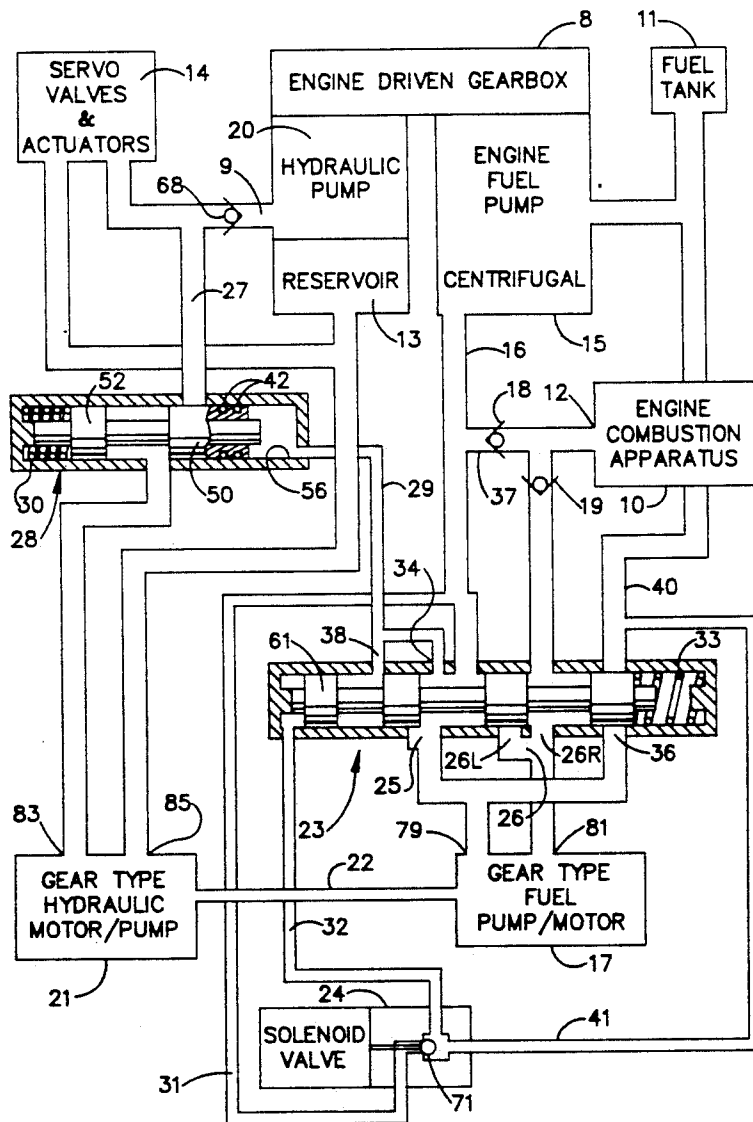 8
11
SERVO
VALVES
&
ACTUATORS
14
ENGINE DRIVEN GEARBOX
FUEL
TANK
20
HYDRAULIC
PUMP
ENGINE
FUEL
PUMP
68
9
27
RESERVOIR
CENTRIFUGAL
13
16
15
52
42
18
12
ENGINE
COMBUSTION
APPARATUS
30
50
56
37
19
10
28
29
34
40
61
38
33
25
26L
26R
36
23
26
83
85
79
81
GEAR TYPE
HYDRAULIC
MOTOR/PUMP
22
GEAR TYPE
FUEL
PUMP/MOTOR
32
21
17
24
41
SOLENOID
VALVE
31
71